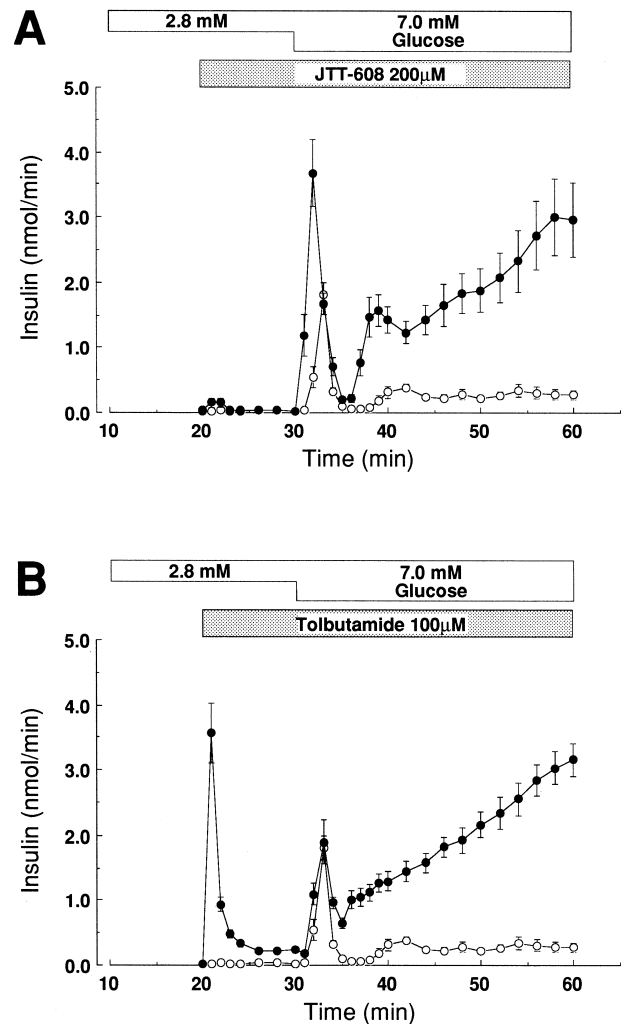 A
2.8 mM
7.0 mM
Glucose
JTT-608 200μM
5.0
4.0
3.0
2.0
1.0
0.0
Insulin (nmol/min)
10 20 30 40 50 60
Time (min)
B
2.8 mM
7.0 mM
Glucose
Tolbutamide 100μM
5.0
4.0
3.0
2.0
1.0
0.0
Insulin (nmol/min)
10 20 30 40 50 60
Time (min)